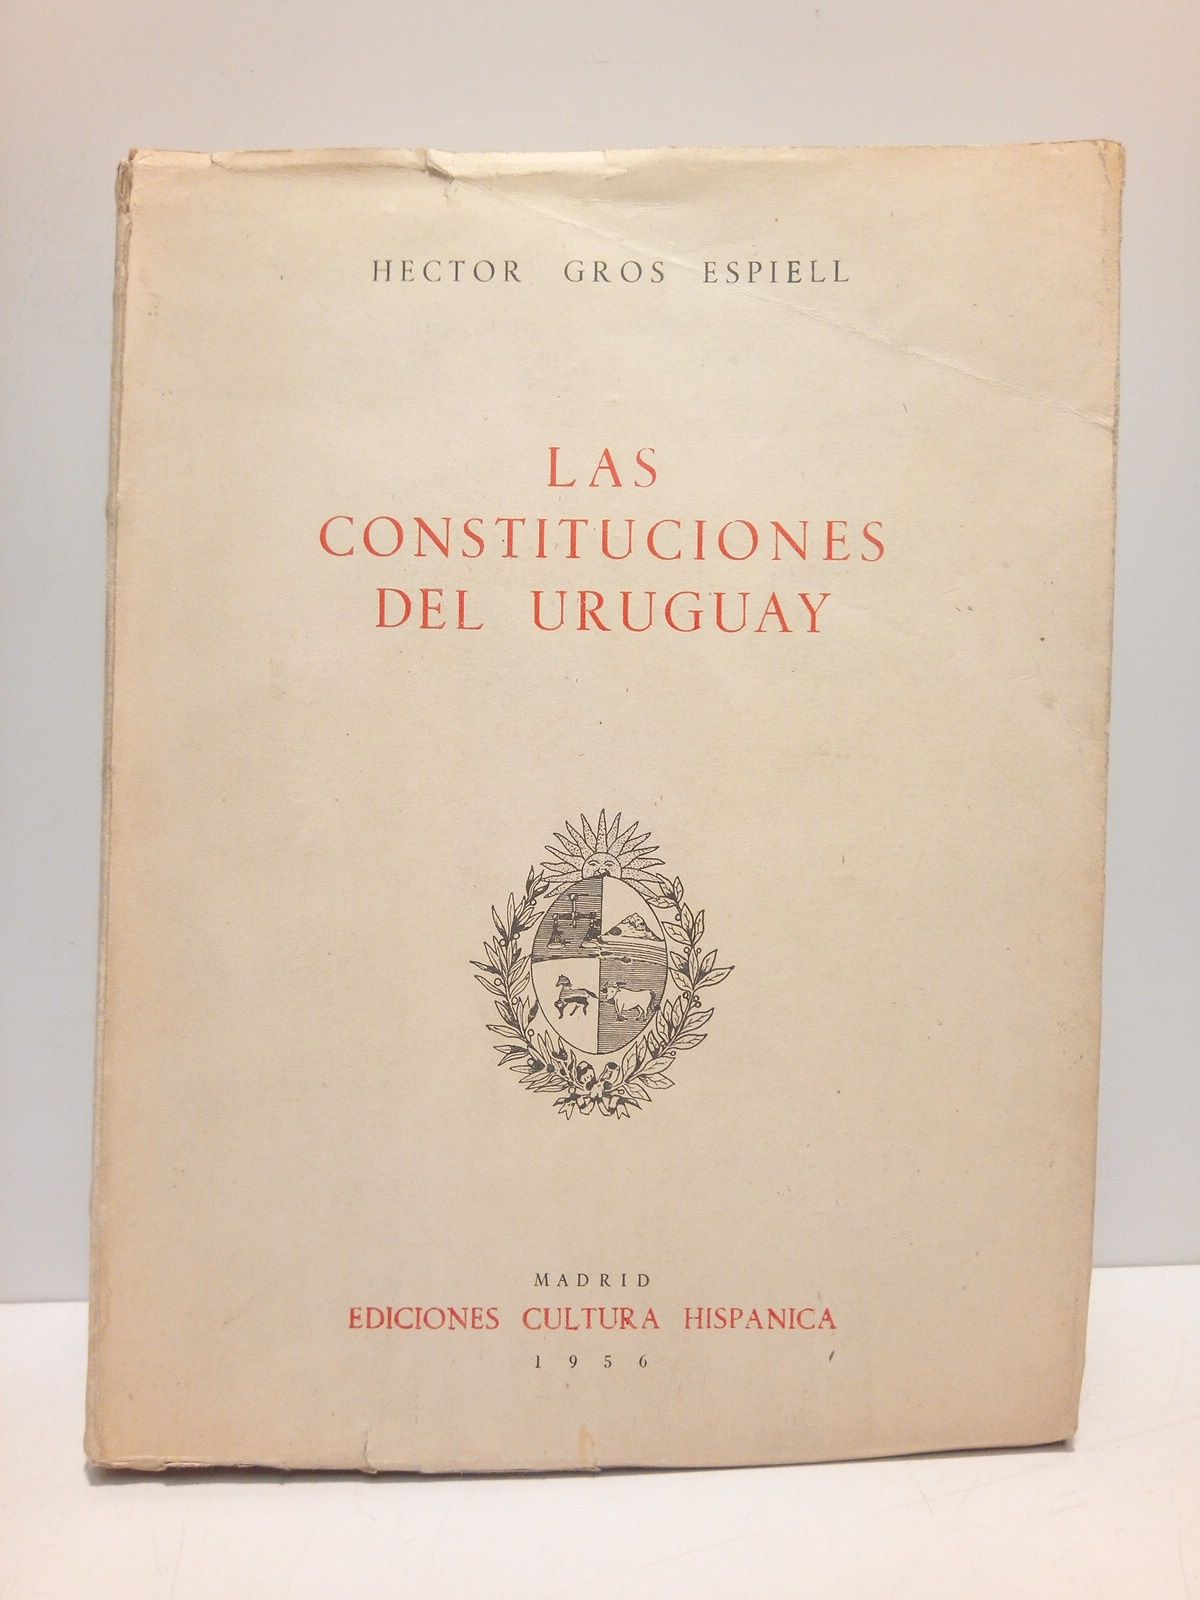 HECTOR GROS ESPIELL
LAS
CONSTITUCIONES
DEL URUGUAY
MADRID
EDICIONES CULTURA HISPANICA
1956